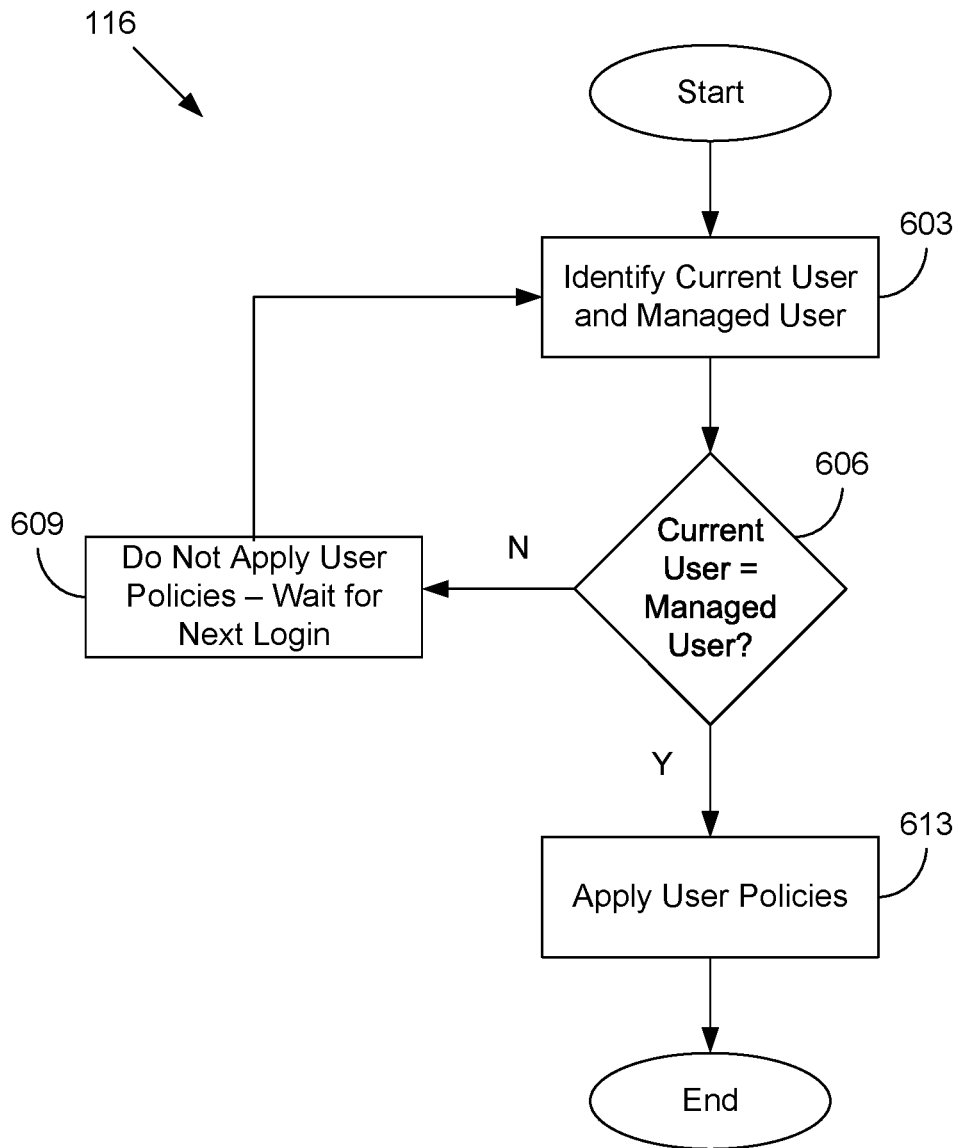 116
Start
603
Identify Current User
and Managed User
606
Current
User =
Managed
User?
N
609
Do Not Apply User
Policies – Wait for
Next Login
Y
613
Apply User Policies
End